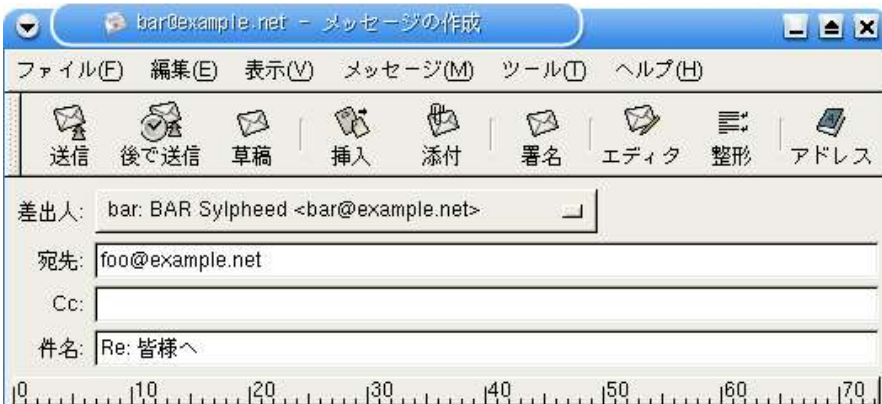 bar@example.net - メッセージの作成
ファイル(F) 編集(E) 表示(V) メッセージ(M) ツール(T) ヘルプ(H)
送信 後で送信 草稿 挿入 添付 署名 エディタ 整形 アドレス
差出人: bar: BAR Sylpheed <bar@example.net>
宛先: foo@example.net
Cc:
件名: Re: 皆様へ
0 10 20 30 40 50 60 70